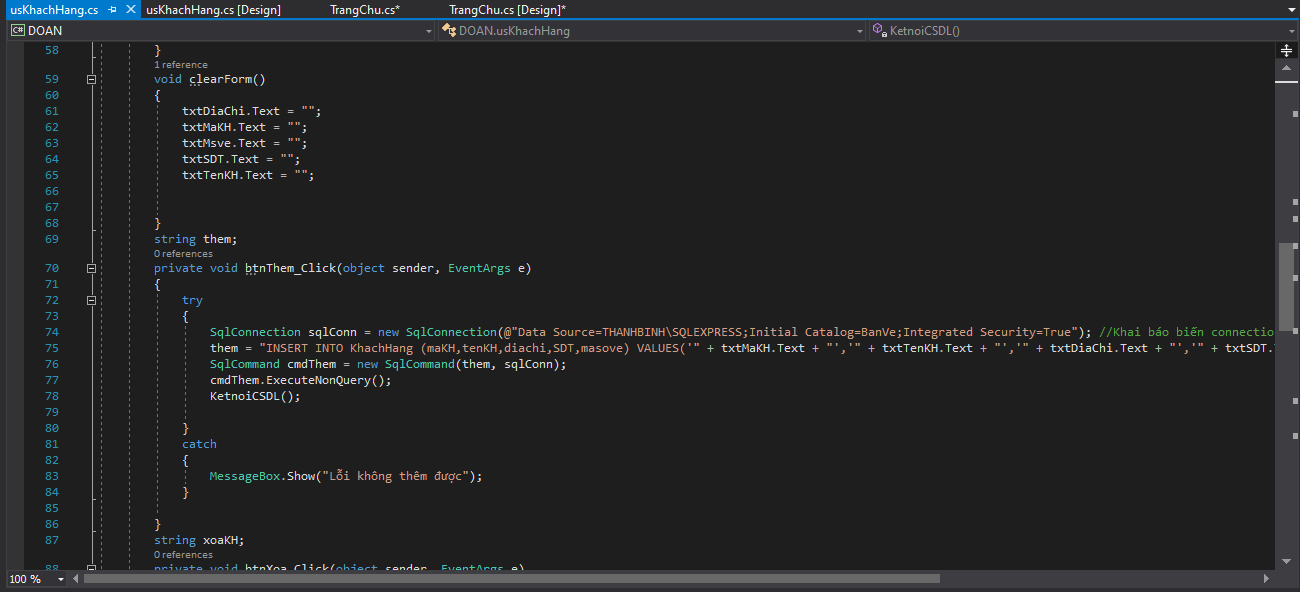 usKhachHang.cs usKhachHang.cs [Design] TrangChu.cs* TrangChu.cs [Design]*
C# DOAN DOAN.usKhachHang KetnoiCSDL()
58 }
1 reference
59 void clearForm()
60 {
61 txtDiaChi.Text = "";
62 txtMaKH.Text = "";
63 txtMsve.Text = "";
64 txtSDT.Text = "";
65 txtTenKH.Text = "";
66
67
68 }
69 string them;
0 references
70 private void btnThem_Click(object sender, EventArgs e)
71 {
72 try
73 {
74 SqlConnection sqlConn = new SqlConnection(@"Data Source=THANHBINH\SQLEXPRESS;Initial Catalog=BanVe;Integrated Security=True"); //Khai báo biến connectio
75 them = "INSERT INTO KhachHang (maKH,tenKH,diachi,SDT,masove) VALUES('" + txtMaKH.Text + "','" + txtTenKH.Text + "','" + txtDiaChi.Text + "','" + txtSDT.
76 SqlCommand cmdThem = new SqlCommand(them, sqlConn);
77 cmdThem.ExecuteNonQuery();
78 KetnoiCSDL();
79
80 }
81 catch
82 {
83 MessageBox.Show("Lỗi không thêm được");
84 }
85
86 }
87 string xoaKH;
0 references
88 private void btnXoa_Click(object sender, EventArgs e)
100 %